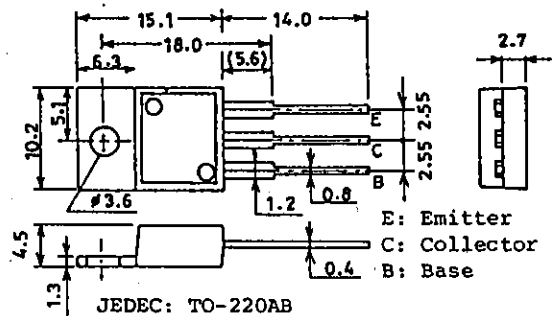 15.1
14.0
18.0
2.7
6.3
(5.6)
5.1
10.2
2.55
2.55
E
C
B
ø3.6
1.2
0.8
E: Emitter
C: Collector
B: Base
4.5
1.3
0.4
JEDEC: TO-220AB